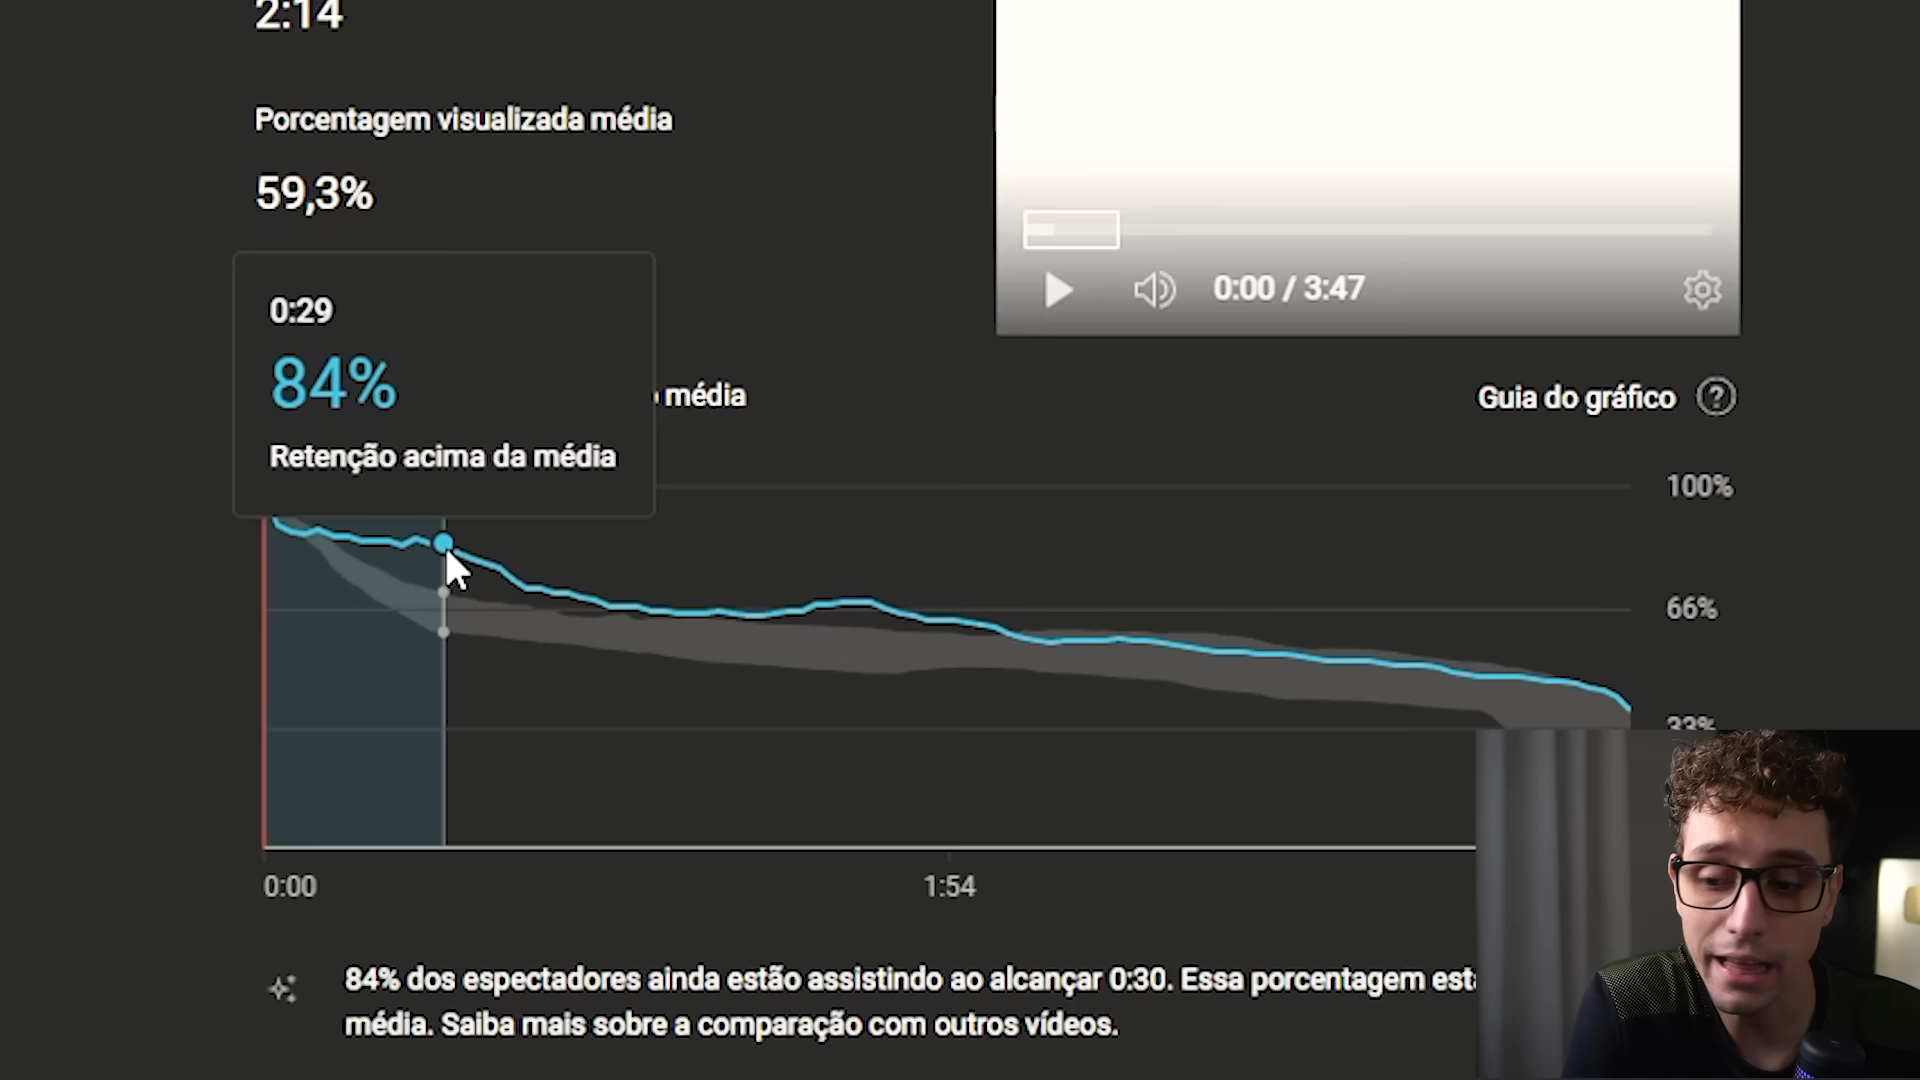 2:14
Porcentagem visualizada média
59,3%
0:00 / 3:47
0:29
84%
Retenção acima da média
média
Guia do gráfico ?
100%
66%
33%
0:00
1:54
84% dos espectadores ainda estão assistindo ao alcançar 0:30. Essa porcentagem est
média. Saiba mais sobre a comparação com outros vídeos.